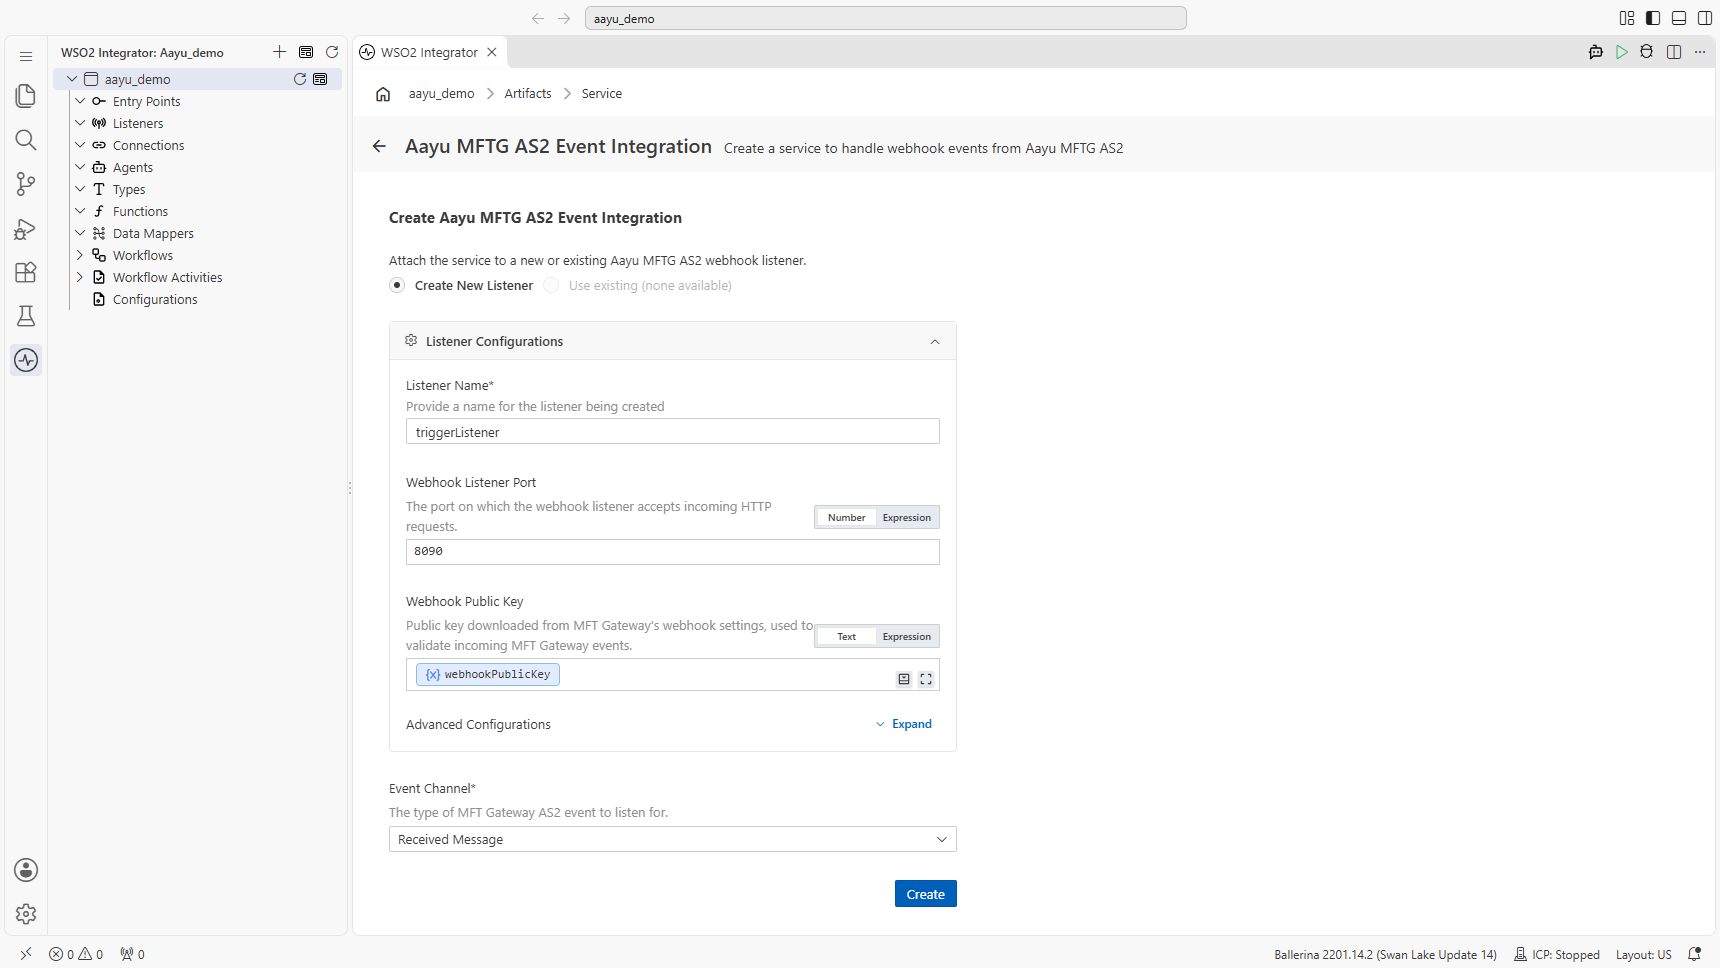 aayu_demo
WSO2 Integrator: Aayu_demo
aayu_demo
Entry Points
Listeners
Connections
Agents
Types
Functions
Data Mappers
Workflows
Workflow Activities
Configurations
WSO2 Integrator
aayu_demo
Artifacts
Service
Aayu MFTG AS2 Event Integration
Create a service to handle webhook events from Aayu MFTG AS2
Create Aayu MFTG AS2 Event Integration
Attach the service to a new or existing Aayu MFTG AS2 webhook listener.
Create New Listener
Use existing (none available)
Listener Configurations
Listener Name*
Provide a name for the listener being created
triggerListener
Webhook Listener Port
The port on which the webhook listener accepts incoming HTTP
requests.
Number
Expression
8090
Webhook Public Key
Public key downloaded from MFT Gateway's webhook settings, used to
validate incoming MFT Gateway events.
Text
Expression
{x} webhookPublicKey
Advanced Configurations
Expand
Event Channel*
The type of MFT Gateway AS2 event to listen for.
Received Message
Create
0
0
0
Ballerina 2201.14.2 (Swan Lake Update 14)
ICP: Stopped
Layout: US